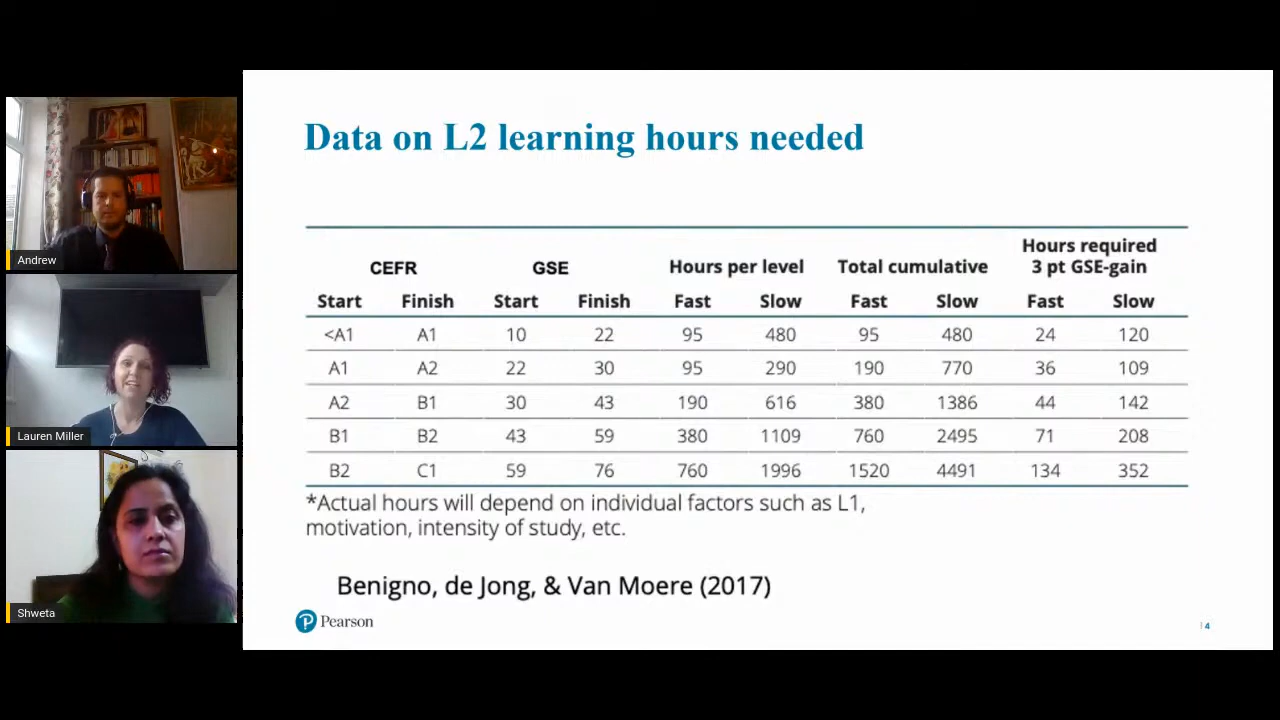 Andrew
Lauren Miller
Shweta
Data on L2 learning hours needed
CEFR GSE Hours per level Total cumulative Hours required 3 pt GSE-gain
Start Finish Start Finish Fast Slow Fast Slow Fast Slow
<A1 A1 10 22 95 480 95 480 24 120
A1 A2 22 30 95 290 190 770 36 109
A2 B1 30 43 190 616 380 1386 44 142
B1 B2 43 59 380 1109 760 2495 71 208
B2 C1 59 76 760 1996 1520 4491 134 352
*Actual hours will depend on individual factors such as L1,
motivation, intensity of study, etc.
Benigno, de Jong, & Van Moere (2017)
P Pearson
4